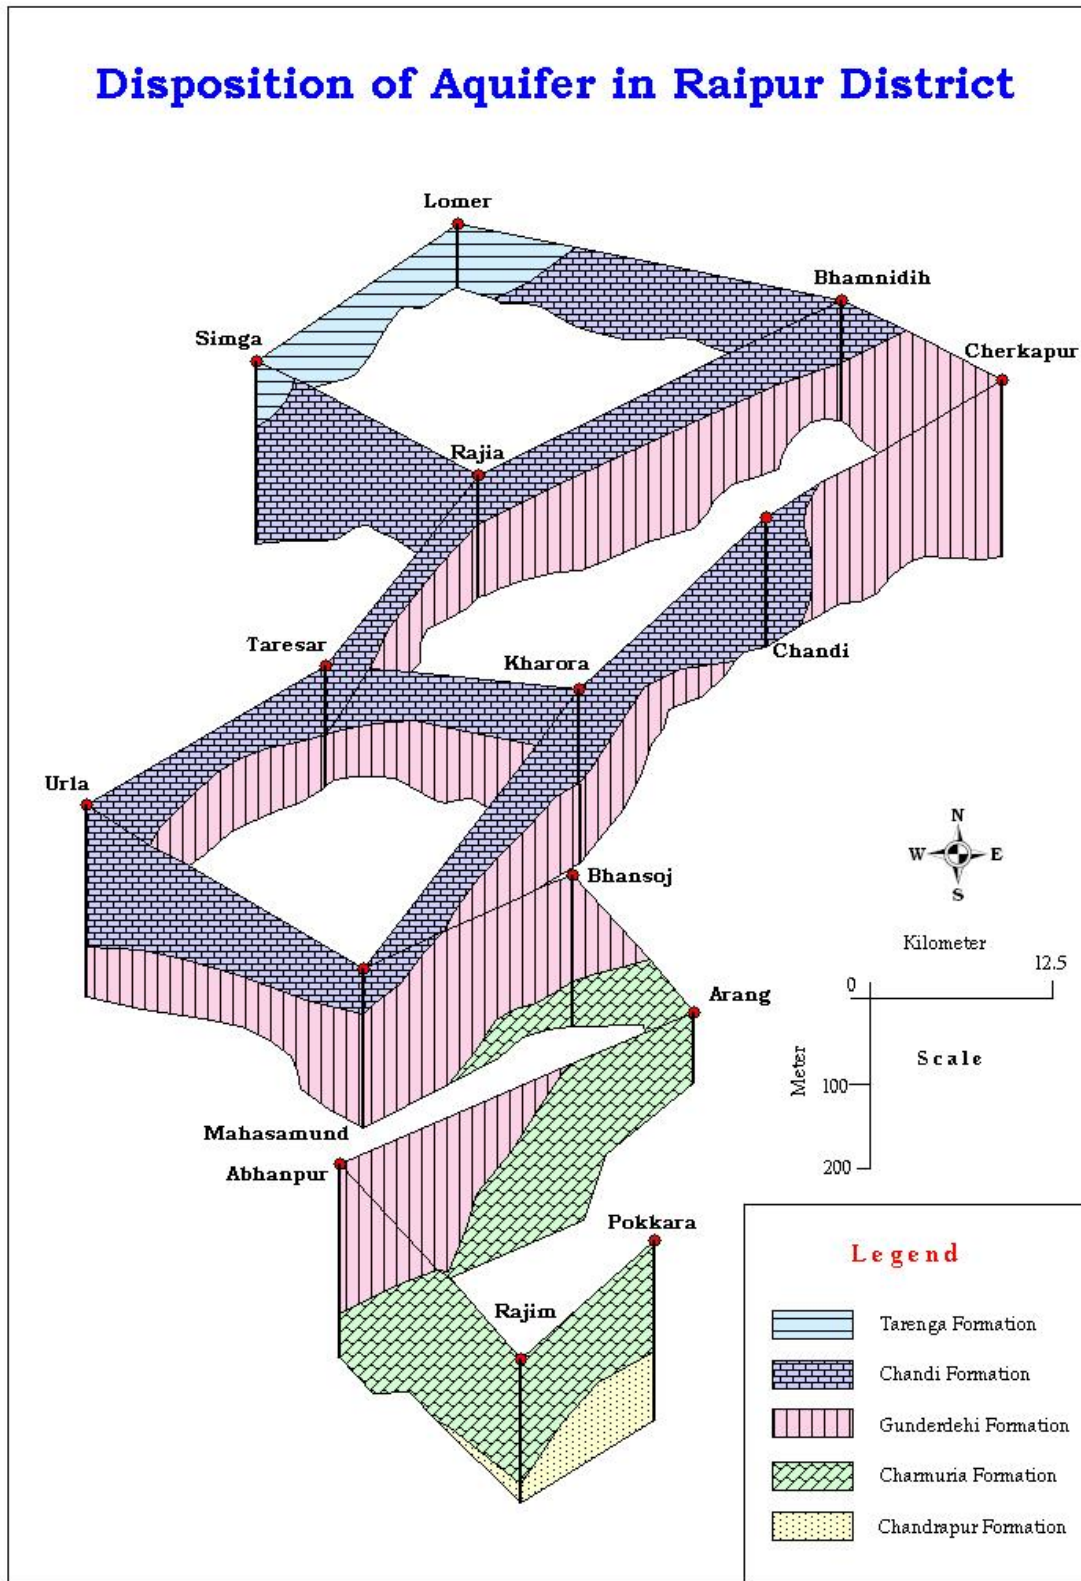 Disposition of Aquifer in Raipur District
Lomer
Bhamnidih
Simga
Cherkapur
Rajia
Taresar
Chandi
Kharora
Urla
N
W E
S
Bhansoj
Kilometer
0 12.5
Arang
Scale
Meter
100
200
Mahasamund
Abhanpur
Pokkara
Rajim
Legend
Tarenga Formation
Chandi Formation
Gunderdehi Formation
Charmuria Formation
Chandrapur Formation